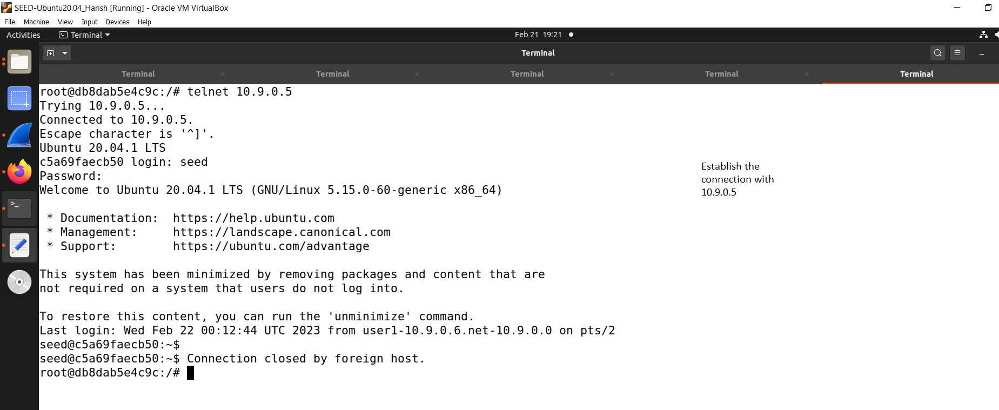 SEED-Ubuntu20.04_Harish [Running] - Oracle VM VirtualBox
File Machine View Input Devices Help
Activities Terminal Feb 21 19:21
Terminal
Terminal Terminal Terminal Terminal Terminal
root@db8dab5e4c9c:/# telnet 10.9.0.5
Trying 10.9.0.5...
Connected to 10.9.0.5.
Escape character is '^]'.
Ubuntu 20.04.1 LTS
c5a69faecb50 login: seed
Password:
Welcome to Ubuntu 20.04.1 LTS (GNU/Linux 5.15.0-60-generic x86_64)
* Documentation: https://help.ubuntu.com
* Management: https://landscape.canonical.com
* Support: https://ubuntu.com/advantage
This system has been minimized by removing packages and content that are
not required on a system that users do not log into.
To restore this content, you can run the 'unminimize' command.
Last login: Wed Feb 22 00:12:44 UTC 2023 from user1-10.9.0.6.net-10.9.0.0 on pts/2
seed@c5a69faecb50:~$
seed@c5a69faecb50:~$ Connection closed by foreign host.
root@db8dab5e4c9c:/#
Establish the
connection with
10.9.0.5